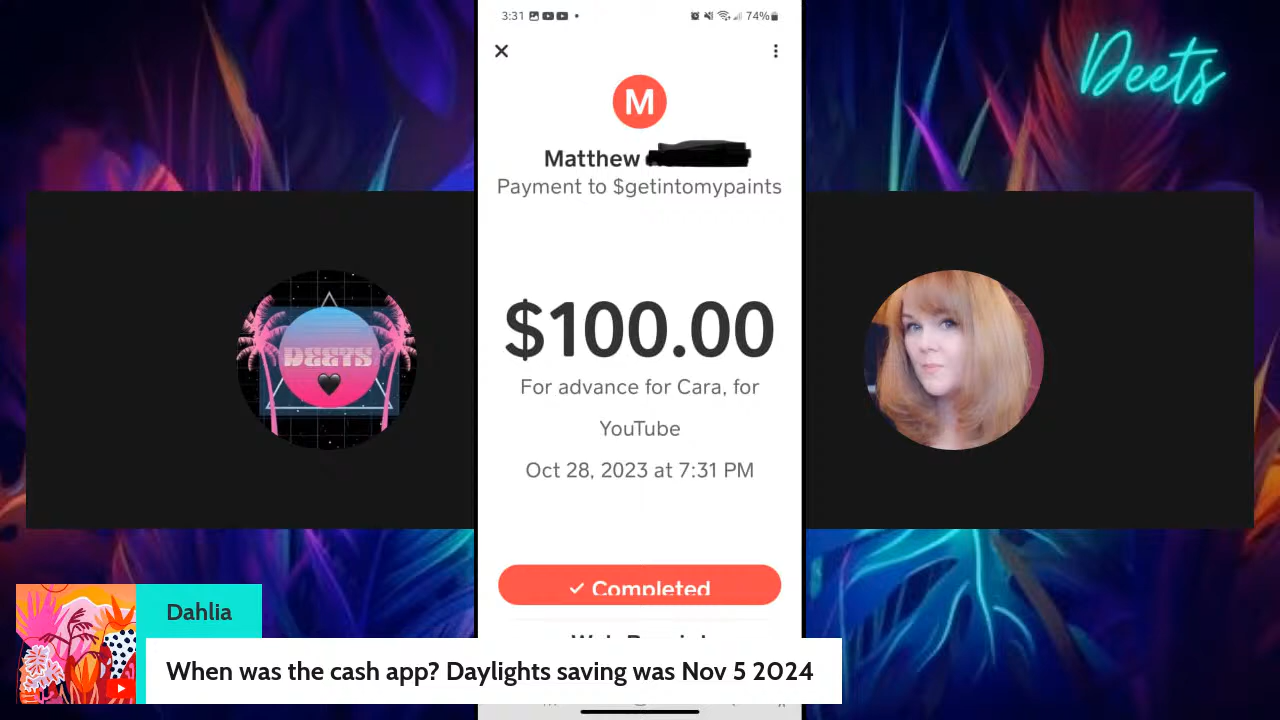 3:31
74%
Deets
M
Matthew
Payment to $getintomypaints
$100.00
For advance for Cara, for
YouTube
Oct 28, 2023 at 7:31 PM
DEETS
Completed
Dahlia
When was the cash app? Daylights saving was Nov 5 2024